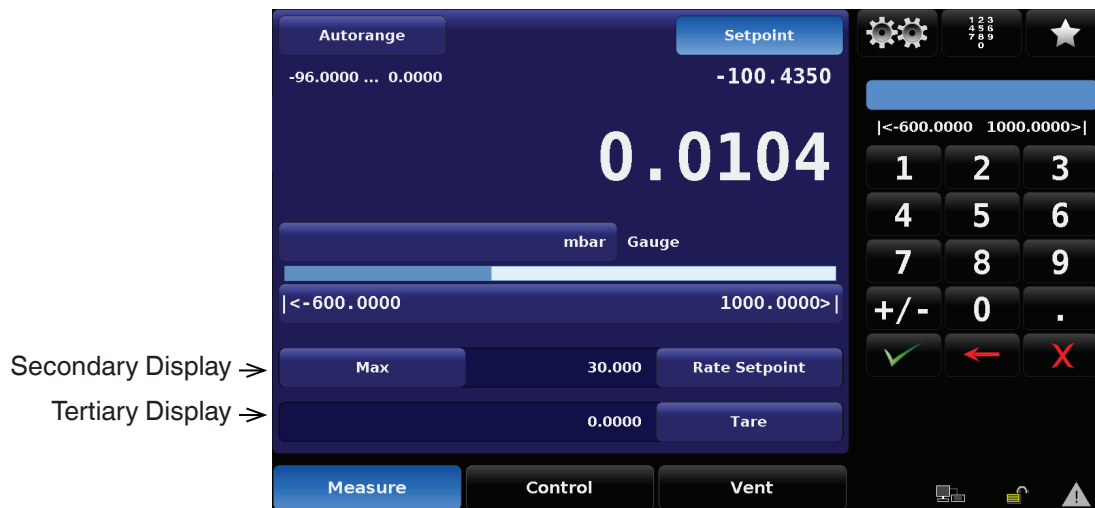 Autorange Setpoint
-96.0000 ... 0.0000 -100.4350
0.0104
mbar Gauge
|<-600.0000 1000.0000>|
Secondary Display
Max 30.000 Rate Setpoint
Tertiary Display
0.0000 Tare
Measure Control Vent
1 2 3
4 5 6
7 8 9
0
|<-600.0000 1000.0000>|
1 2 3
4 5 6
7 8 9
+/- 0 .
X